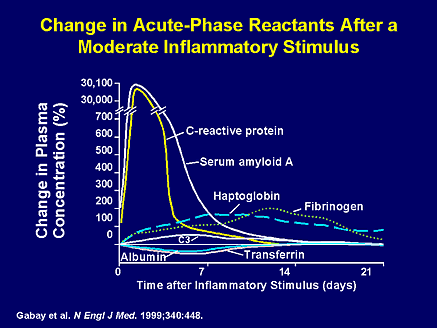 Change in Acute-Phase Reactants After a
Moderate Inflammatory Stimulus
Change in Plasma
Concentration (%)
30,100
30,000
700
600
500
400
300
200
100
0
C-reactive protein
Serum amyloid A
Haptoglobin
Fibrinogen
C3
Albumin
Transferrin
0
7
14
21
Time after Inflammatory Stimulus (days)
Gabay et al. N Engl J Med. 1999;340:448.